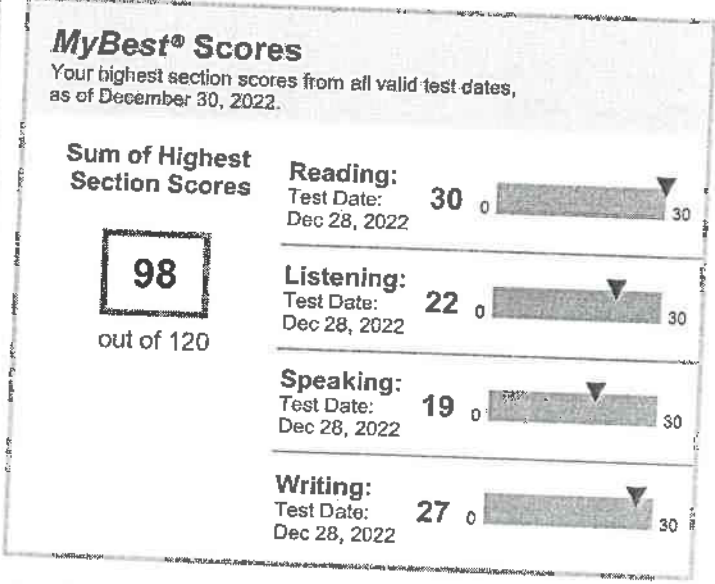 MyBest® Scores
Your highest section scores from all valid test dates,
as of December 30, 2022.
Sum of Highest
Section Scores
98
out of 120
Reading:
Test Date:
Dec 28, 2022
30
0
30
Listening:
Test Date:
Dec 28, 2022
22
0
30
Speaking:
Test Date:
Dec 28, 2022
19
0
30
Writing:
Test Date:
Dec 28, 2022
27
0
30